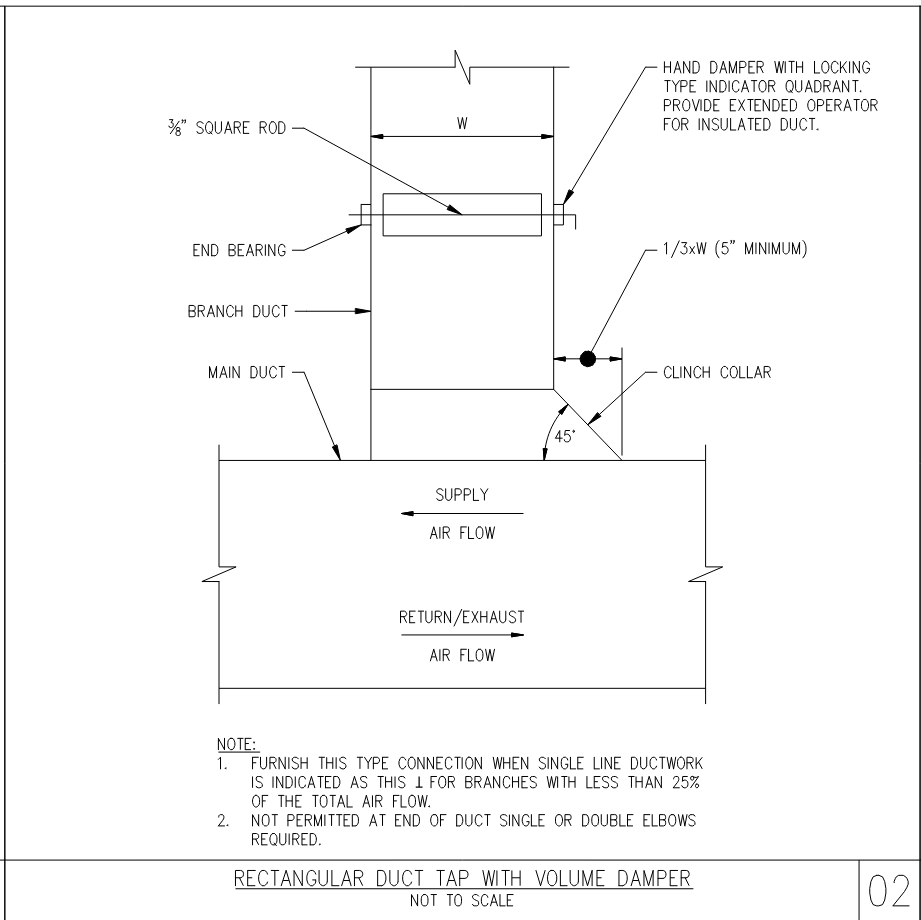 HAND DAMPER WITH LOCKING
TYPE INDICATOR QUADRANT.
PROVIDE EXTENDED OPERATOR
FOR INSULATED DUCT.
⅜" SQUARE ROD
W
END BEARING
1/3xW (5" MINIMUM)
BRANCH DUCT
MAIN DUCT
CLINCH COLLAR
45°
SUPPLY
AIR FLOW
RETURN/EXHAUST
AIR FLOW
NOTE:
1. FURNISH THIS TYPE CONNECTION WHEN SINGLE LINE DUCTWORK
IS INDICATED AS THIS ⊥ FOR BRANCHES WITH LESS THAN 25%
OF THE TOTAL AIR FLOW.
2. NOT PERMITTED AT END OF DUCT SINGLE OR DOUBLE ELBOWS
REQUIRED.
RECTANGULAR DUCT TAP WITH VOLUME DAMPER
NOT TO SCALE
02